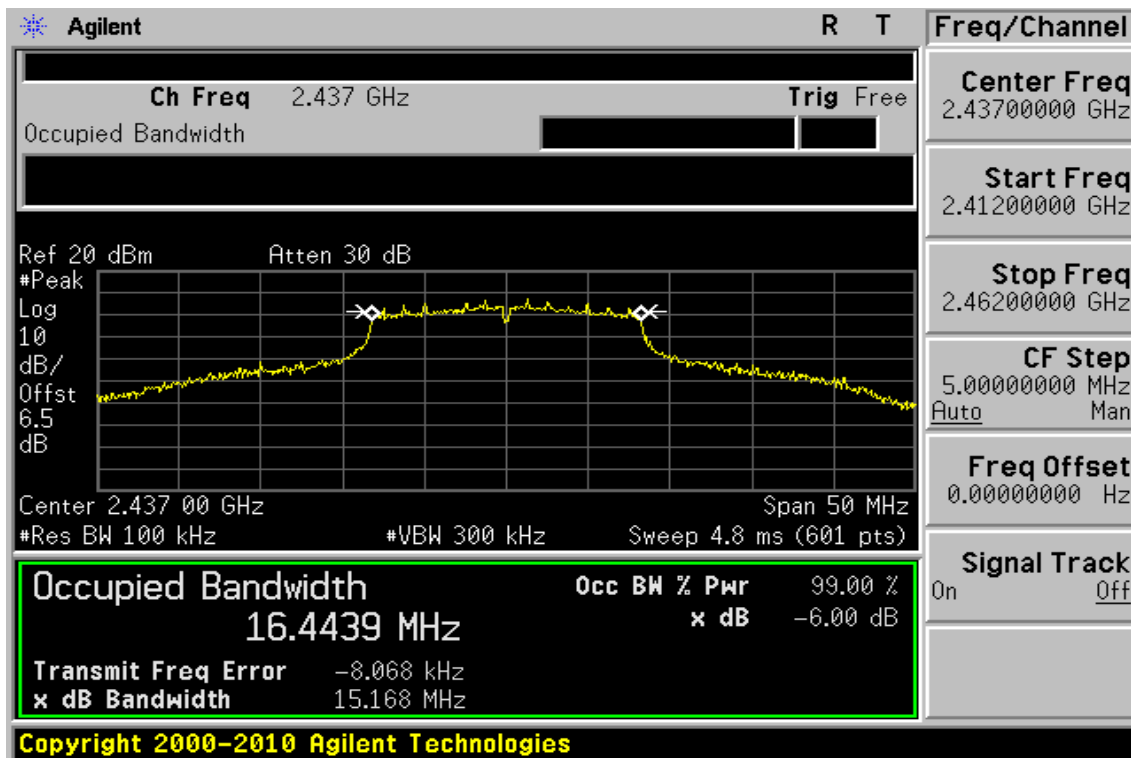 Agilent R T
Ch Freq 2.437 GHz Trig Free
Occupied Bandwidth
Ref 20 dBm Atten 30 dB
#Peak
Log
10
dB/
Offst
6.5
dB
Center 2.437 00 GHz Span 50 MHz
#Res BW 100 kHz #VBW 300 kHz Sweep 4.8 ms (601 pts)
Occupied Bandwidth Occ BW % Pwr 99.00 %
16.4439 MHz x dB -6.00 dB
Transmit Freq Error -8.068 kHz
x dB Bandwidth 15.168 MHz
Copyright 2000-2010 Agilent Technologies
Freq/Channel
Center Freq
2.43700000 GHz
Start Freq
2.41200000 GHz
Stop Freq
2.46200000 GHz
CF Step
5.00000000 MHz
Auto Man
Freq Offset
0.00000000 Hz
Signal Track
On Off